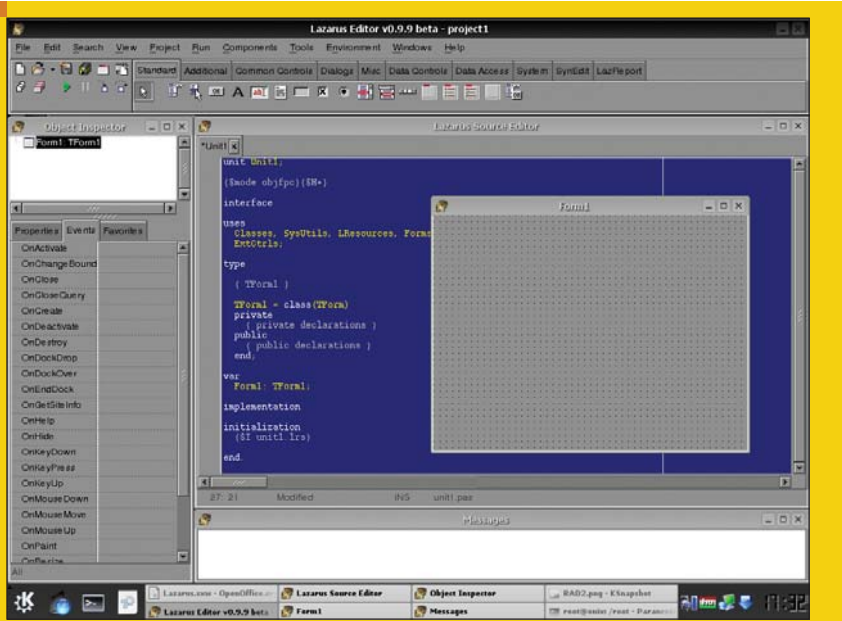 Lazarus Editor v0.9.9 beta - project1
File Edit Search View Project Run Components Tools Environment Windows Help
Standard Additional Common Controls Dialogs Misc Data Controls Data Access System SynEdit LazReport
Object Inspector
Form1: TForm1
Properties Events Favorites
OnActivate
OnChangeBound
OnClose
OnCloseQuery
OnCreate
OnDeactivate
OnDestroy
OnDockDrop
OnDockOver
OnEndDock
OnGetSiteInfo
OnHelp
OnHide
OnKeyDown
OnKeyPress
OnKeyUp
OnMouseDown
OnMouseMove
OnMouseUp
OnPaint
OnResize
All
Lazarus Source Editor
*Unit1
unit Unit1;
{$mode objfpc}{$H+}
interface
uses
Classes, SysUtils, LResources, Forms
ExtCtrls;
type
{ TForm1 }
TForm1 = class(TForm)
private
{ private declarations }
public
{ public declarations }
end;
var
Form1: TForm1;
implementation
initialization
{$I unit1.lrs}
end.
27: 21 Modified INS unit1.pas
Form1
Messages
Lazarus.sxw - OpenOffice. Lazarus Source Editor Object Inspector RAD2.png - KSnapshot
Lazarus Editor v0.9.9 beta Form1 Messages
11:32